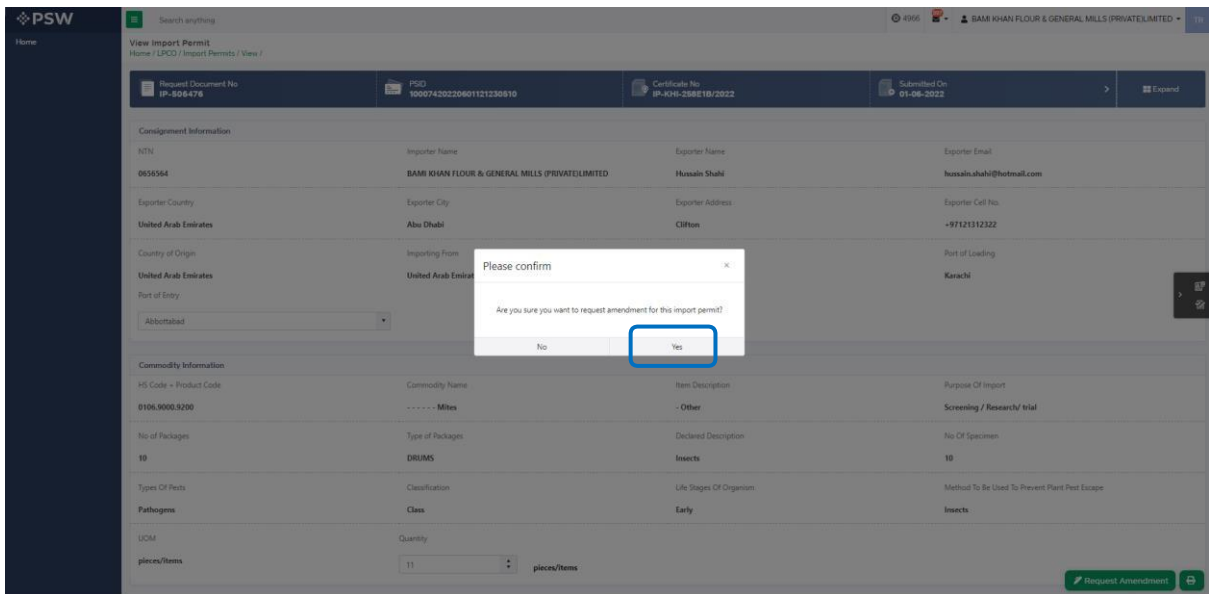 PSW
Search anything
4966
BAMI KHAN FLOUR & GENERAL MILLS (PRIVATE)LIMITED
TR
Home
View Import Permit
Home / LPCO / Import Permits / View /
Request Document No
IP-506476
PSID
10007420220601121230510
Certificate No
IP-KHI-258E1B/2022
Submitted On
01-06-2022
Expand
Consignment Information
NTN
Importer Name
Exporter Name
Exporter Email
0656564
BAMI KHAN FLOUR & GENERAL MILLS (PRIVATE)LIMITED
Hussain Shahi
hussain.shahi@hotmail.com
Exporter Country
Exporter City
Exporter Address
Exporter Cell No.
United Arab Emirates
Abu Dhabi
Clifton
+97121312322
Country of Origin
Importing From
Port of Loading
United Arab Emirates
United Arab Emirat
Karachi
Port of Entry
Abbottabad
Please confirm
×
Are you sure you want to request amendment for this import permit?
No
Yes
Commodity Information
HS Code + Product Code
Commodity Name
Item Description
Purpose Of Import
0106.9000.9200
- - - - - - Mites
- Other
Screening / Research/ trial
No of Packages
Type of Packages
Declared Description
No Of Specimen
10
DRUMS
Insects
10
Types Of Pests
Classification
Life Stages Of Organism
Method To Be Used To Prevent Plant Pest Escape
Pathogens
Class
Early
Insects
UOM
Quantity
pieces/items
11
pieces/items
Request Amendment